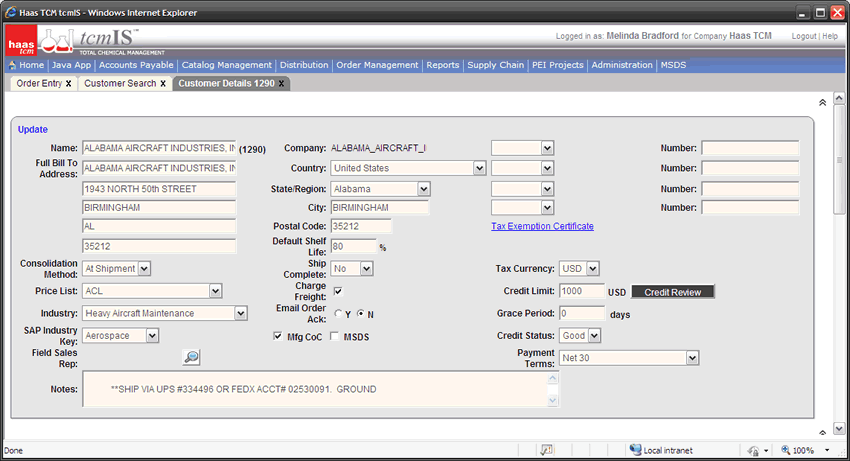 Haas TCM tcmIS - Windows Internet Explorer
haas tcm
tcmIS™
TOTAL CHEMICAL MANAGEMENT
Logged in as: Melinda Bradford for Company Haas TCM
Logout | Help
Home | Java App | Accounts Payable | Catalog Management | Distribution | Order Management | Reports | Supply Chain | PEI Projects | Administration | MSDS
Order Entry X Customer Search X Customer Details 1290 X
Update
Name: ALABAMA AIRCRAFT INDUSTRIES, IN (1290) Company: ALABAMA_AIRCRAFT_I Number:
Full Bill To Address: ALABAMA AIRCRAFT INDUSTRIES, IN Country: United States Number:
1943 NORTH 50th STREET State/Region: Alabama Number:
BIRMINGHAM City: BIRMINGHAM Number:
AL Postal Code: 35212 Tax Exemption Certificate
35212 Default Shelf Life: 80 %
Consolidation Method: At Shipment Ship Complete: No Tax Currency: USD
Price List: ACL Charge Freight: Credit Limit: 1000 USD Credit Review
Industry: Heavy Aircraft Maintenance Email Order Ack: Y N Grace Period: 0 days
SAP Industry Key: Aerospace Mfg CoC MSDS Credit Status: Good
Field Sales Rep: Payment Terms: Net 30
Notes: **SHIP VIA UPS #334496 OR FEDX ACCT# 02530091. GROUND
Done Local intranet 100%